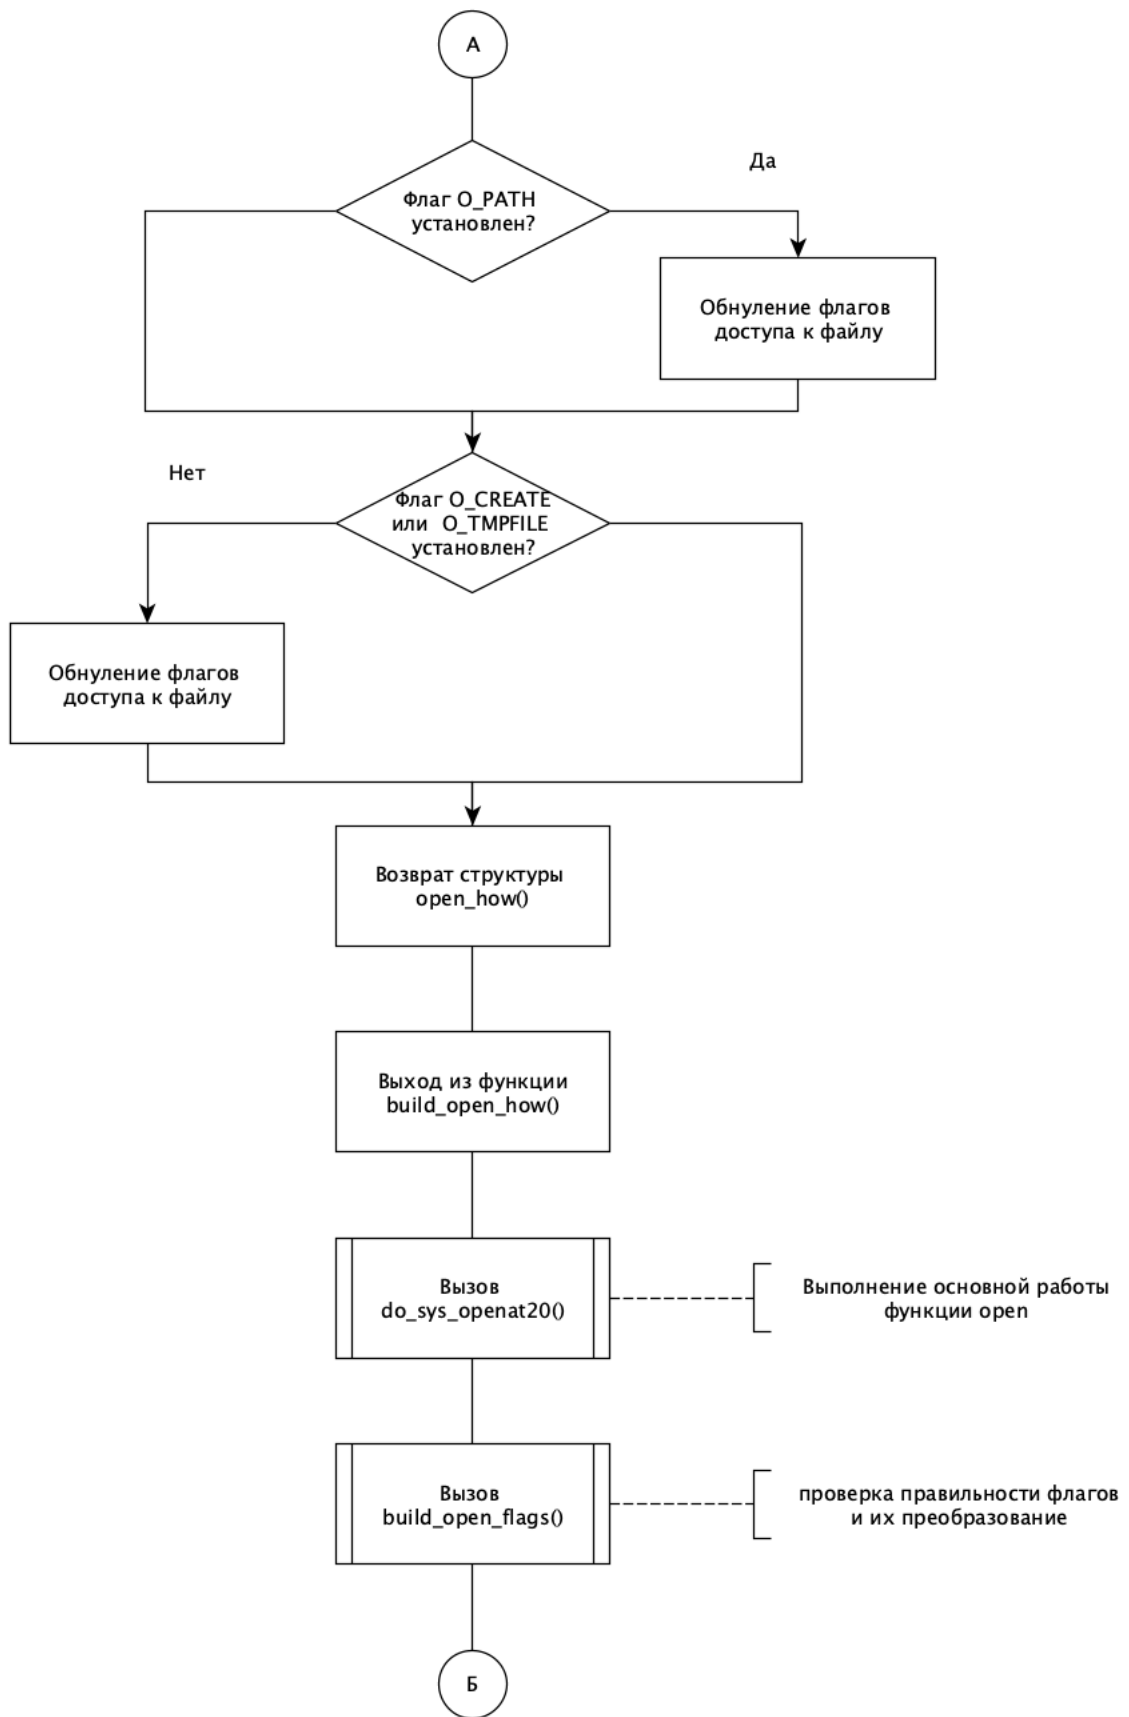 А
Да
Флаг O_PATH
установлен?
Обнуление флагов
доступа к файлу
Нет
Флаг O_CREATE
или O_TMPFILE
установлен?
Обнуление флагов
доступа к файлу
Возврат структуры
open_how()
Выход из функции
build_open_how()
Вызов
do_sys_openat20()
Выполнение основной работы
функции open
Вызов
build_open_flags()
проверка правильности флагов
и их преобразование
Б